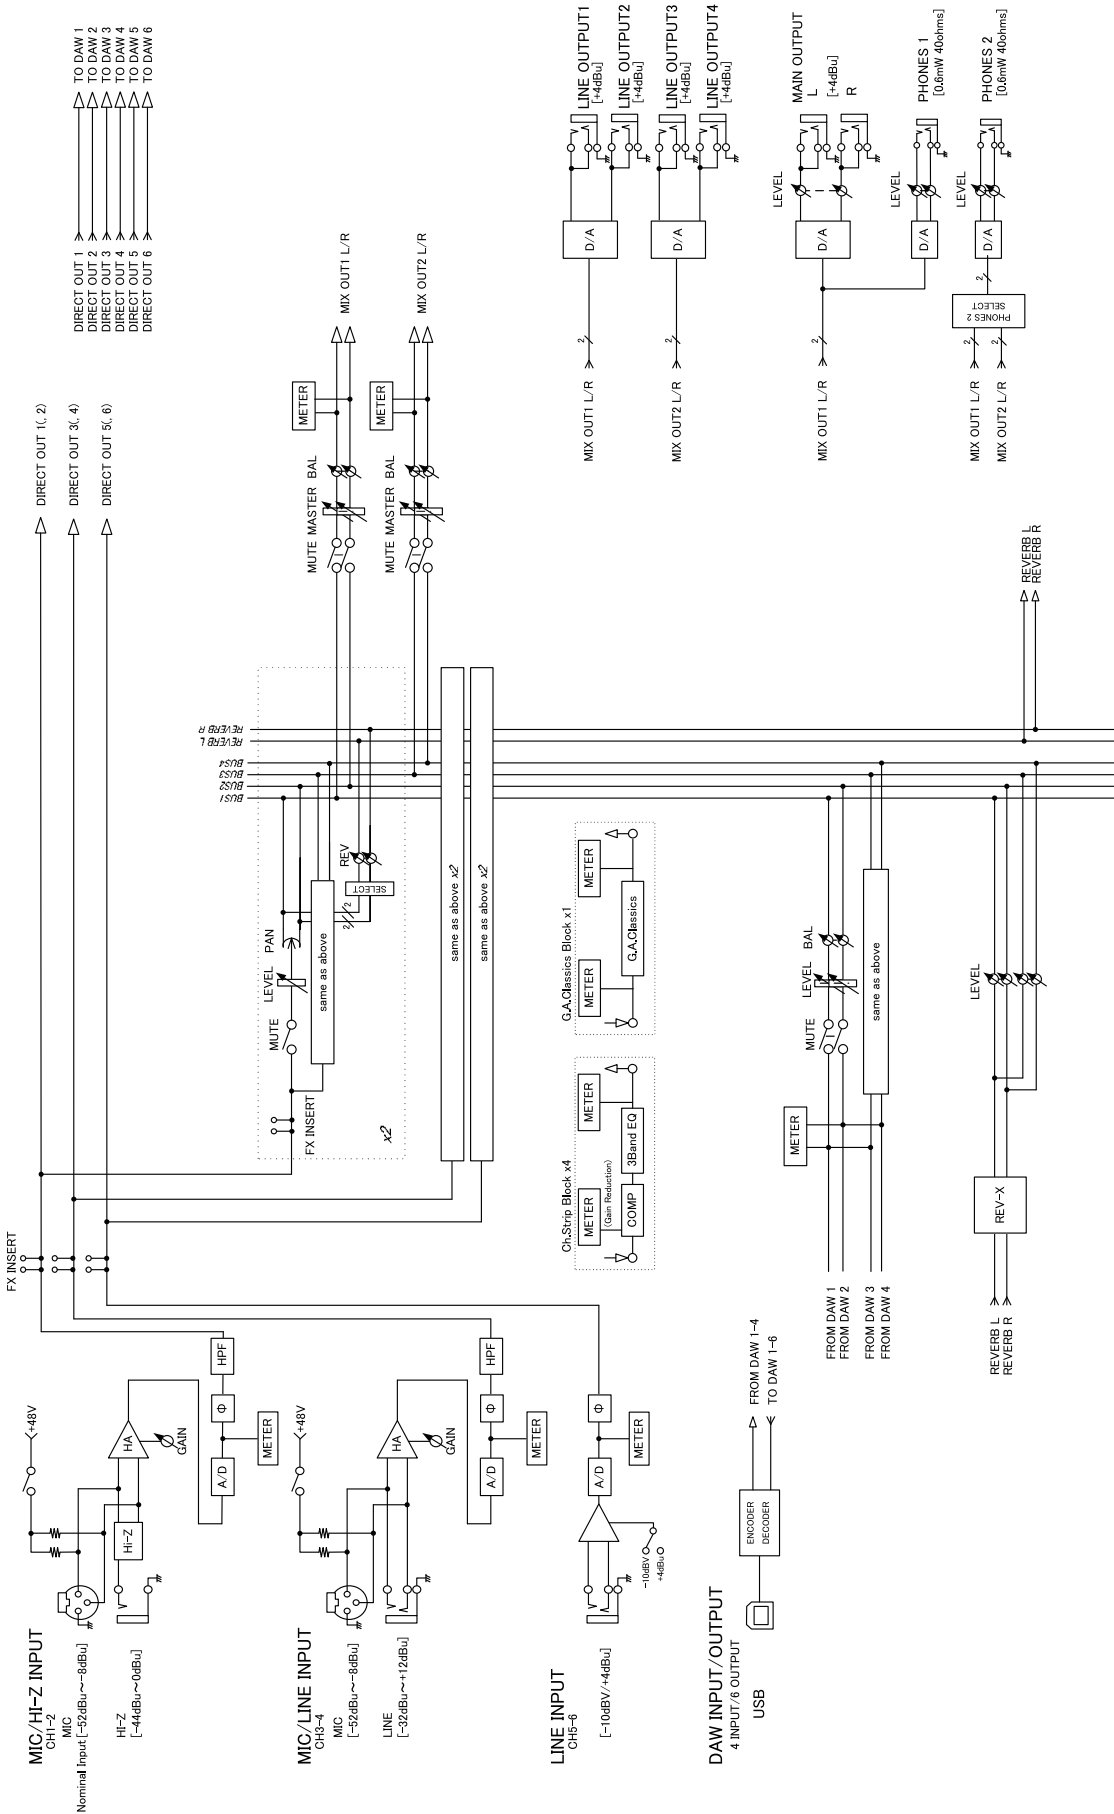 MIC/HI-Z INPUT
CH1-2
MIC
Nominal Input [-52dBu~-8dBu]
HI-Z
[-44dBu~0dBu]
+48V
Hi-Z
HA
GAIN
A/D
METER
Φ
HPF
FX INSERT
DIRECT OUT 1(, 2)
DIRECT OUT 3(, 4)
DIRECT OUT 5(, 6)
DIRECT OUT 1
DIRECT OUT 2
DIRECT OUT 3
DIRECT OUT 4
DIRECT OUT 5
DIRECT OUT 6
TO DAW 1
TO DAW 2
TO DAW 3
TO DAW 4
TO DAW 5
TO DAW 6
MIC/LINE INPUT
CH3-4
MIC
[-52dBu~-8dBu]
LINE
[-32dBu~+12dBu]
+48V
HA
GAIN
A/D
METER
Φ
HPF
LINE INPUT
CH5-6
[-10dBV/+4dBu]
-10dBV
+4dBu
A/D
METER
Φ
FX INSERT
MUTE
LEVEL
PAN
same as above
SELECT
REV
2
2
x2
same as above x2
same as above x2
BUS1
BUS2
BUS3
BUS4
REVERB L
REVERB R
MUTE MASTER BAL
METER
MIX OUT1 L/R
MUTE MASTER BAL
METER
MIX OUT2 L/R
Ch.Strip Block x4
METER
(Gain Reduction)
COMP
3Band EQ
METER
G.A.Classics Block x1
METER
G.A.Classics
METER
MIX OUT1 L/R
2
D/A
LINE OUTPUT1
[+4dBu]
LINE OUTPUT2
[+4dBu]
MIX OUT2 L/R
2
D/A
LINE OUTPUT3
[+4dBu]
LINE OUTPUT4
[+4dBu]
MIX OUT1 L/R
2
D/A
LEVEL
MAIN OUTPUT
L
[+4dBu]
R
D/A
LEVEL
PHONES 1
[0.6mW 40ohms]
MIX OUT1 L/R
MIX OUT2 L/R
2
2
PHONES 2
SELECT
2
D/A
LEVEL
PHONES 2
[0.6mW 40ohms]
DAW INPUT/OUTPUT
4 INPUT/6 OUTPUT
USB
ENCODER
DECODER
FROM DAW 1-4
TO DAW 1-6
FROM DAW 1
FROM DAW 2
FROM DAW 3
FROM DAW 4
METER
MUTE
LEVEL
BAL
same as above
REVERB L
REVERB R
REV-X
LEVEL
REVERB L
REVERB R